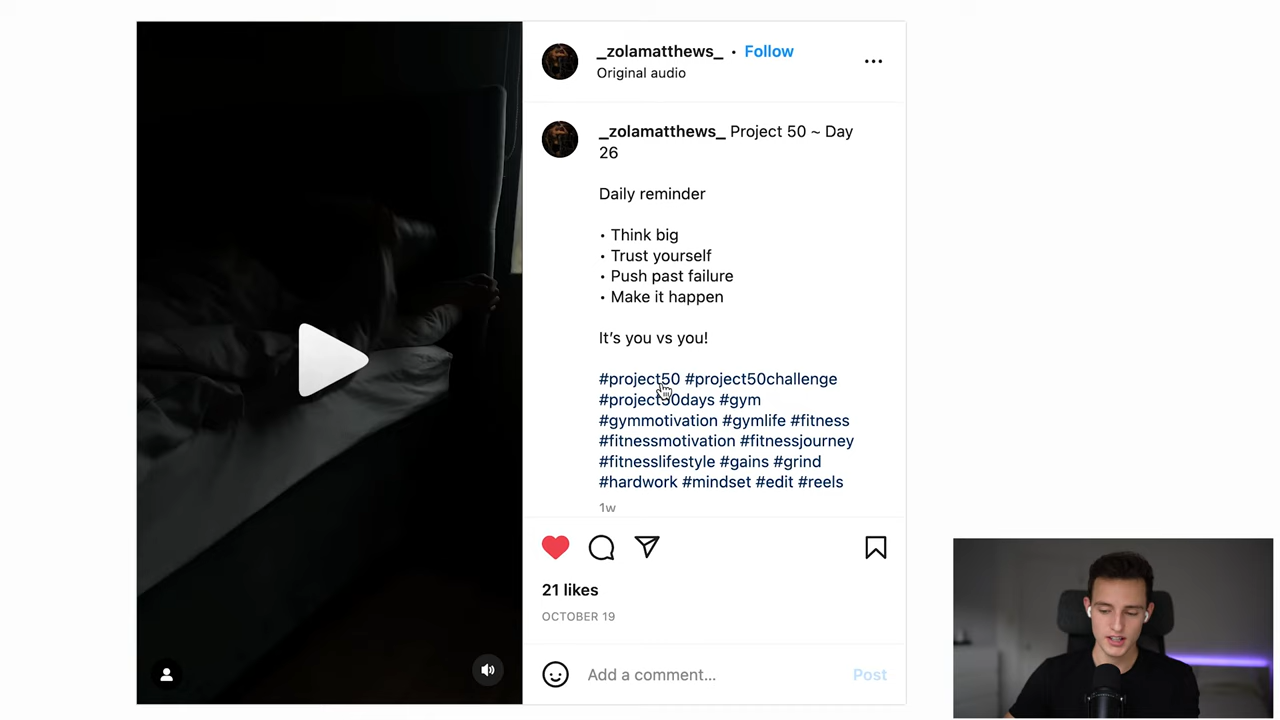 _zolamatthews_ • Follow
Original audio
_zolamatthews_ Project 50 ~ Day
26
Daily reminder
• Think big
• Trust yourself
• Push past failure
• Make it happen
It's you vs you!
#project50 #project50challenge
#project50days #gym
#gymmotivation #gymlife #fitness
#fitnessmotivation #fitnessjourney
#fitnesslifestyle #gains #grind
#hardwork #mindset #edit #reels
1w
21 likes
OCTOBER 19
Add a comment... Post